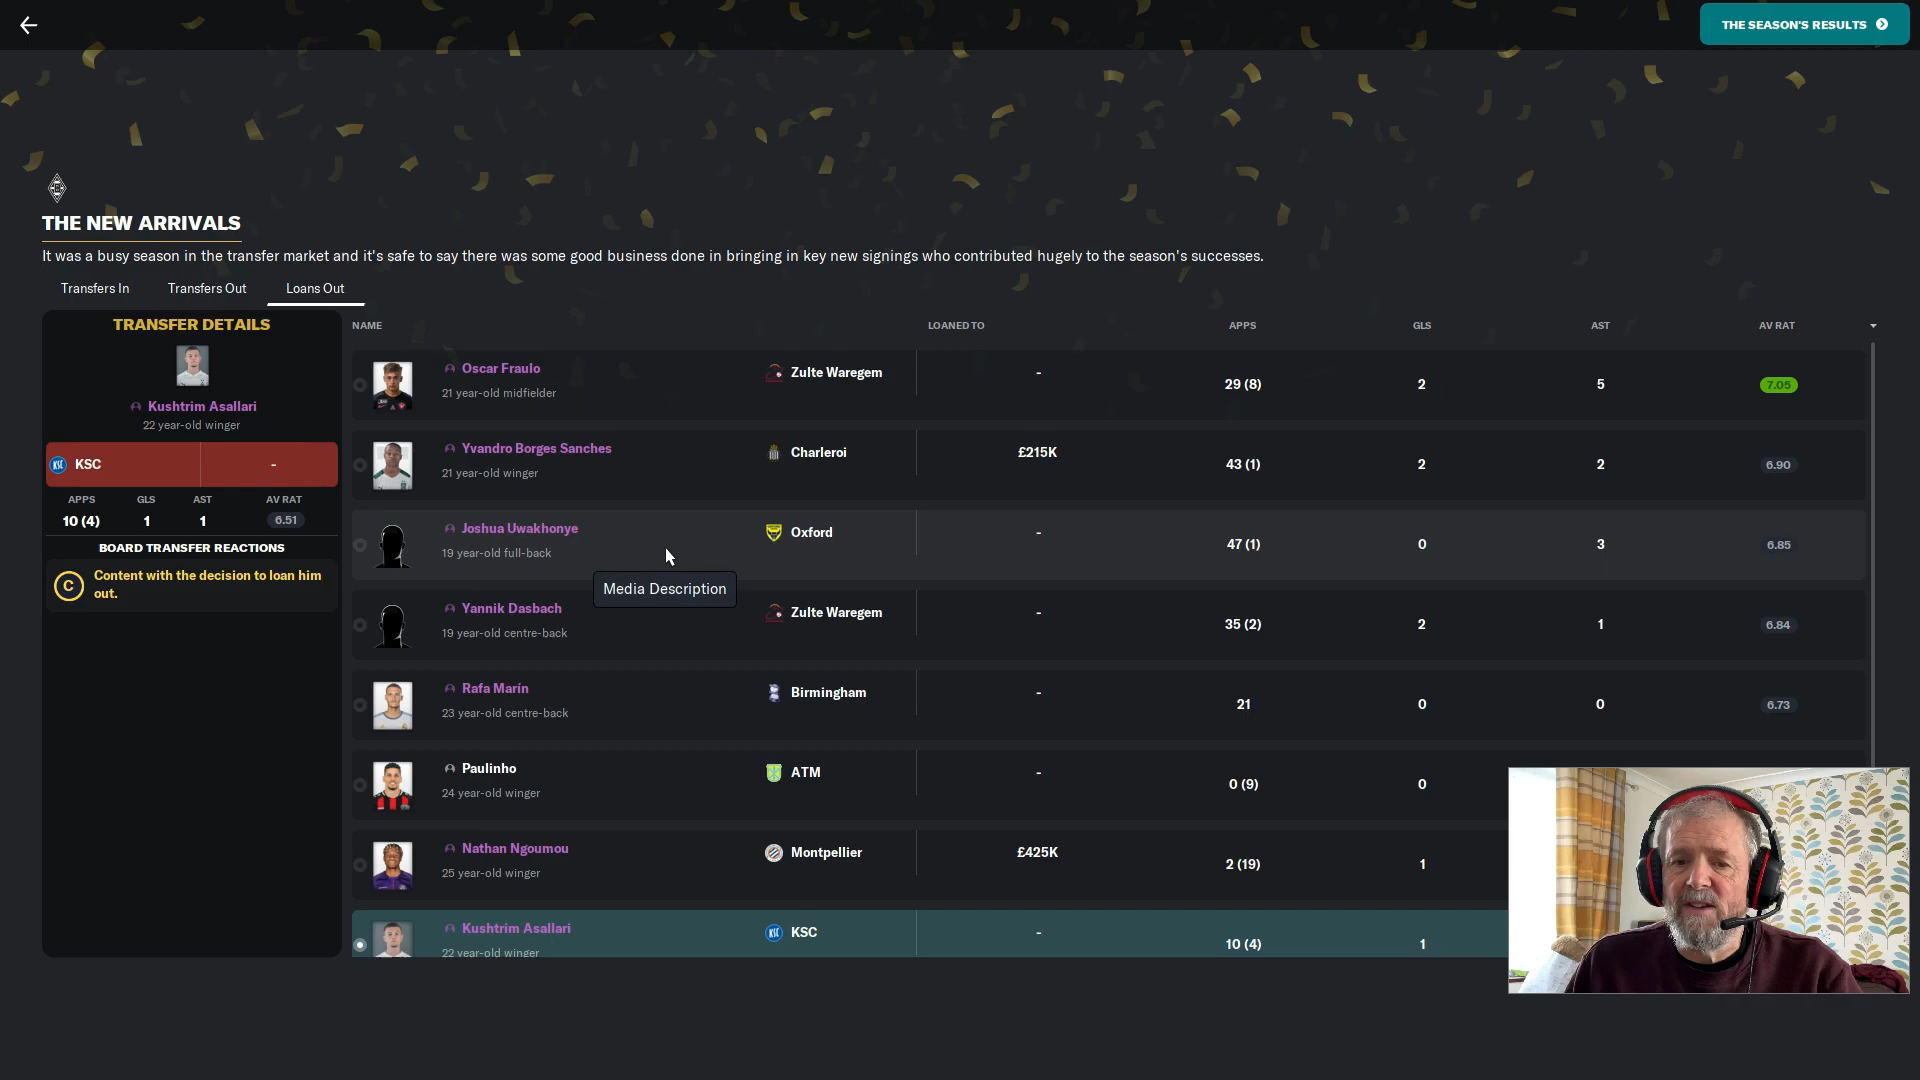 THE SEASON'S RESULTS
THE NEW ARRIVALS
It was a busy season in the transfer market and it's safe to say there was some good business done in bringing in key new signings who contributed hugely to the season's successes.
Transfers In Transfers Out Loans Out
TRANSFER DETAILS
Kushtrim Asallari
22 year-old winger
KSC -
APPS GLS AST AV RAT
10 (4) 1 1 6.51
BOARD TRANSFER REACTIONS
C Content with the decision to loan him
out.
NAME LOANED TO APPS GLS AST AV RAT
Oscar Fraulo Zulte Waregem - 29 (8) 2 5 7.05
21 year-old midfielder
Yvandro Borges Sanches Charleroi £215K 43 (1) 2 2 6.90
21 year-old winger
Joshua Uwakhonye Oxford - 47 (1) 0 3 6.85
19 year-old full-back
Media Description
Yannik Dasbach Zulte Waregem - 35 (2) 2 1 6.84
19 year-old centre-back
Rafa Marín Birmingham - 21 0 0 6.73
23 year-old centre-back
Paulinho ATM - 0 (9) 0
24 year-old winger
Nathan Ngoumou Montpellier £425K 2 (19) 1
25 year-old winger
Kushtrim Asallari KSC - 10 (4) 1
22 year-old winger